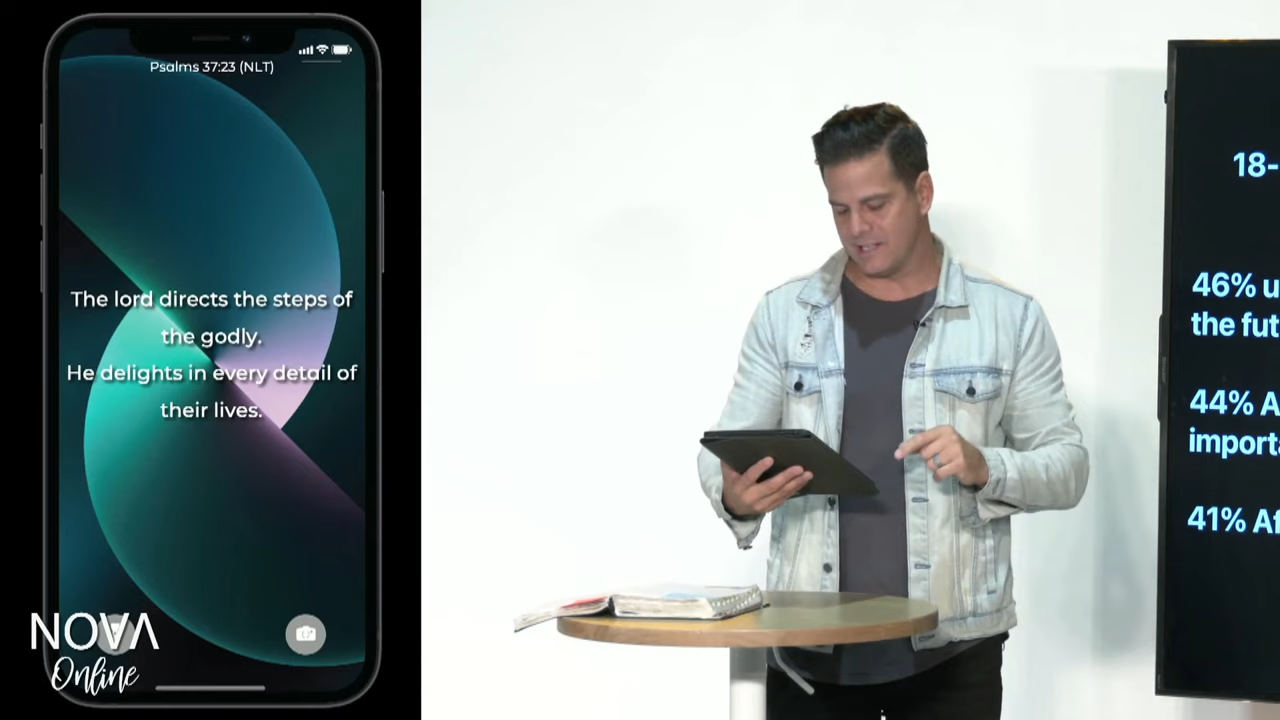 Psalms 37:23 (NLT)
The lord directs the steps of
the godly.
He delights in every detail of
their lives.
NOVA
Online
18-
46% u
the fut
44% A
import
41% Af